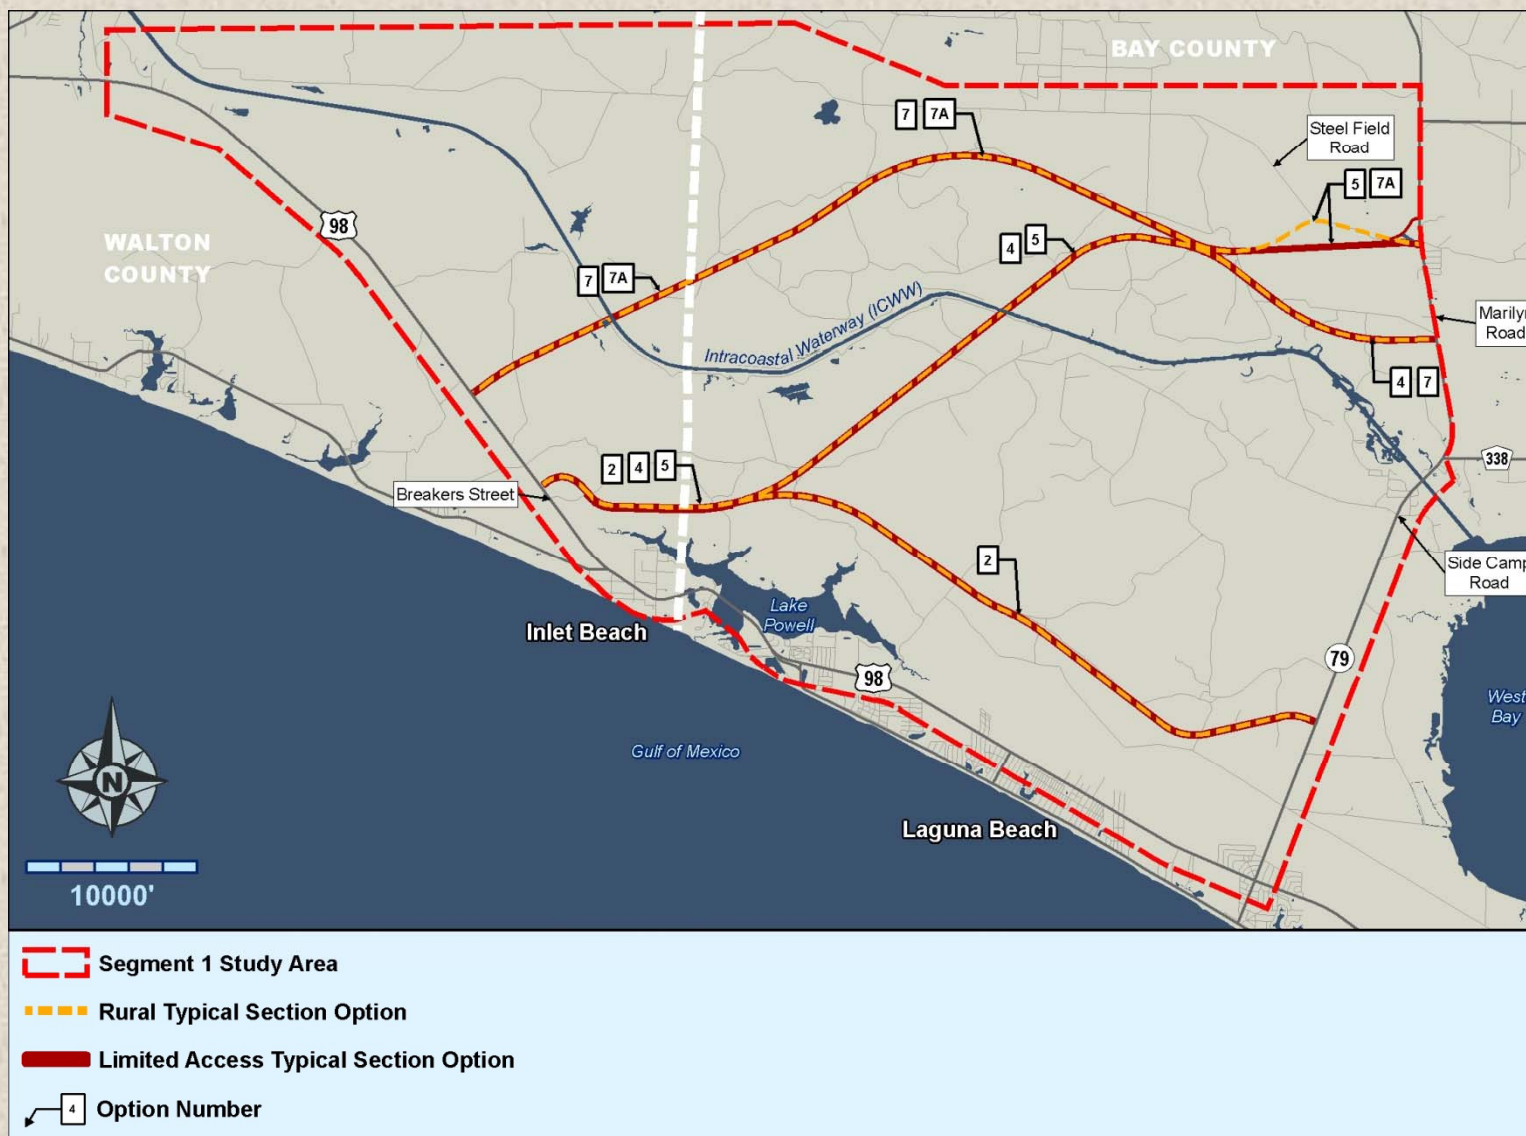 BAY COUNTY
7 7A
Steel Field
Road
5 7A
98
WALTON
COUNTY
4 5
7 7A
Intracoastal Waterway (ICWW)
Road
4 7
338
2 4 5
Breakers Street
2
Side Camp
Road
Lake
Powell
Inlet Beach
79
98
West
Bay
Gulf of Mexico
N
Laguna Beach
10000'
Segment 1 Study Area
Rural Typical Section Option
Limited Access Typical Section Option
4 Option Number